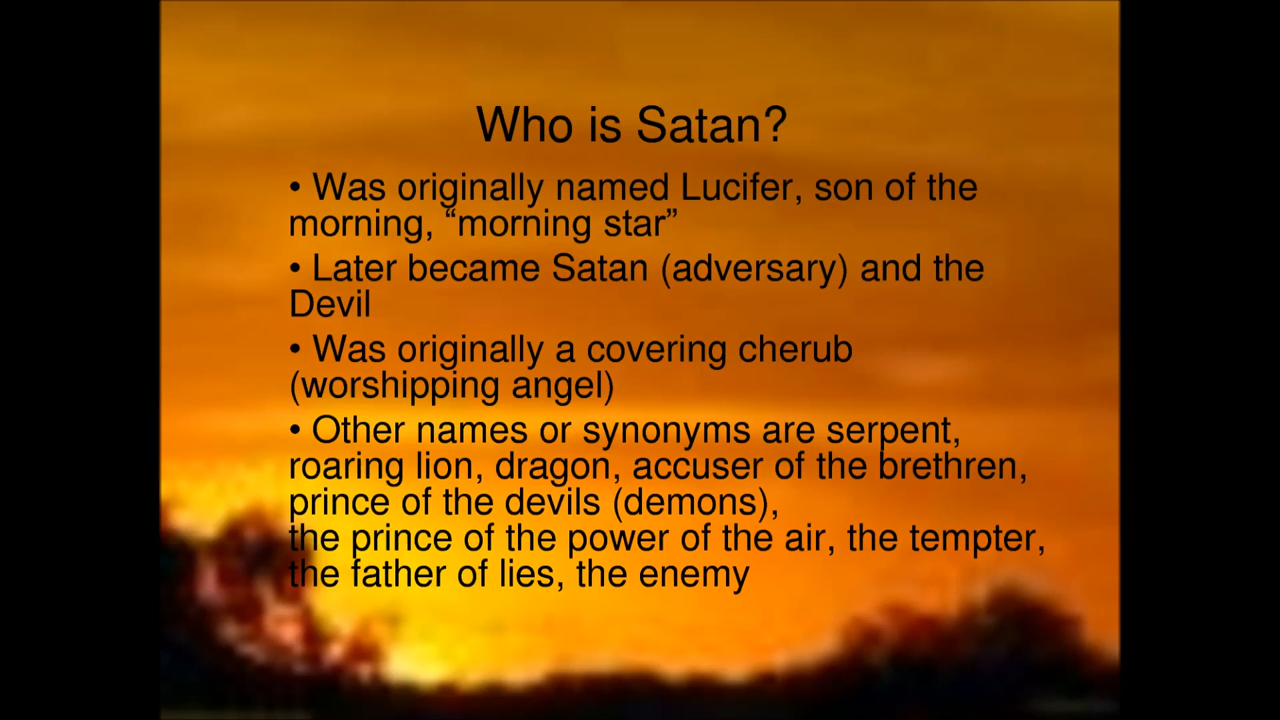 Who is Satan?
• Was originally named Lucifer, son of the
morning, “morning star”
• Later became Satan (adversary) and the
Devil
• Was originally a covering cherub
(worshipping angel)
• Other names or synonyms are serpent,
roaring lion, dragon, accuser of the brethren,
prince of the devils (demons),
the prince of the power of the air, the tempter,
the father of lies, the enemy